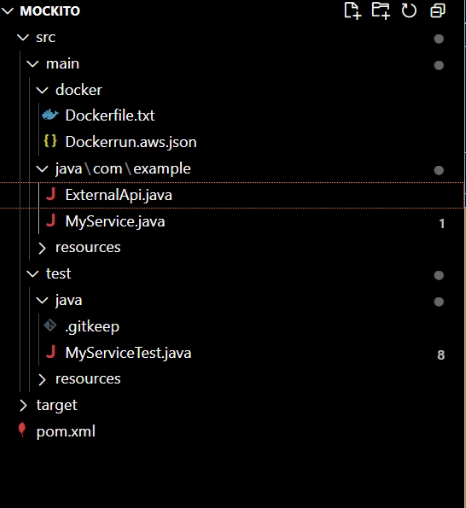 MOCKITO
src
main
docker
Dockerfile.txt
{} Dockerrun.aws.json
java\com\example
J ExternalApi.java
J MyService.java 1
resources
test
java
.gitkeep
J MyServiceTest.java 8
resources
target
pom.xml